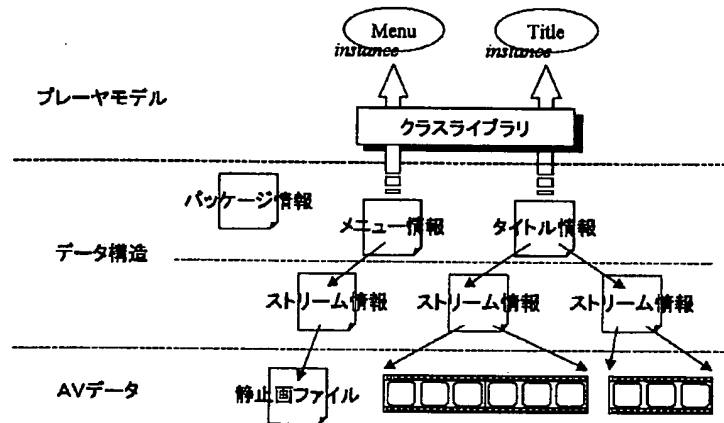 Menu
Title
instance
instance
プレーヤモデル
クラスライブラリ
パッケージ情報
メニュー情報
タイトル情報
データ構造
ストリーム情報
ストリーム情報
ストリーム情報
AVデータ
静止画ファイル